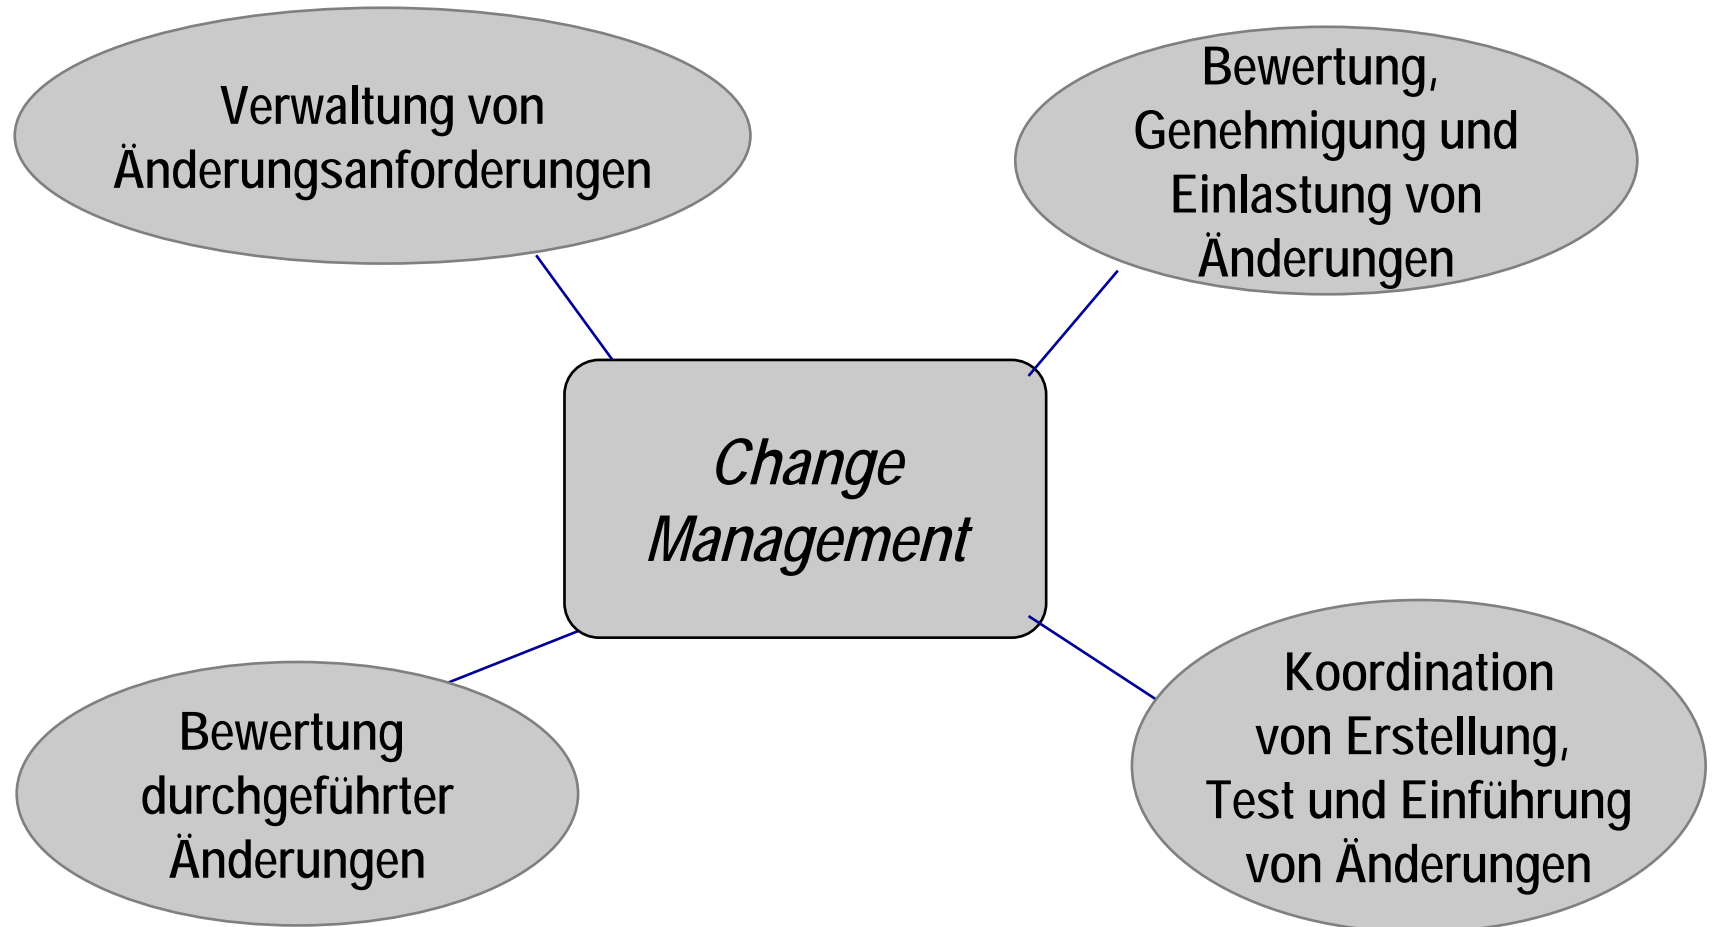 Verwaltung von
Änderungsanforderungen
Bewertung,
Genehmigung und
Einlastung von
Änderungen
Change
Management
Bewertung
durchgeführter
Änderungen
Koordination
von Erstellung,
Test und Einführung
von Änderungen